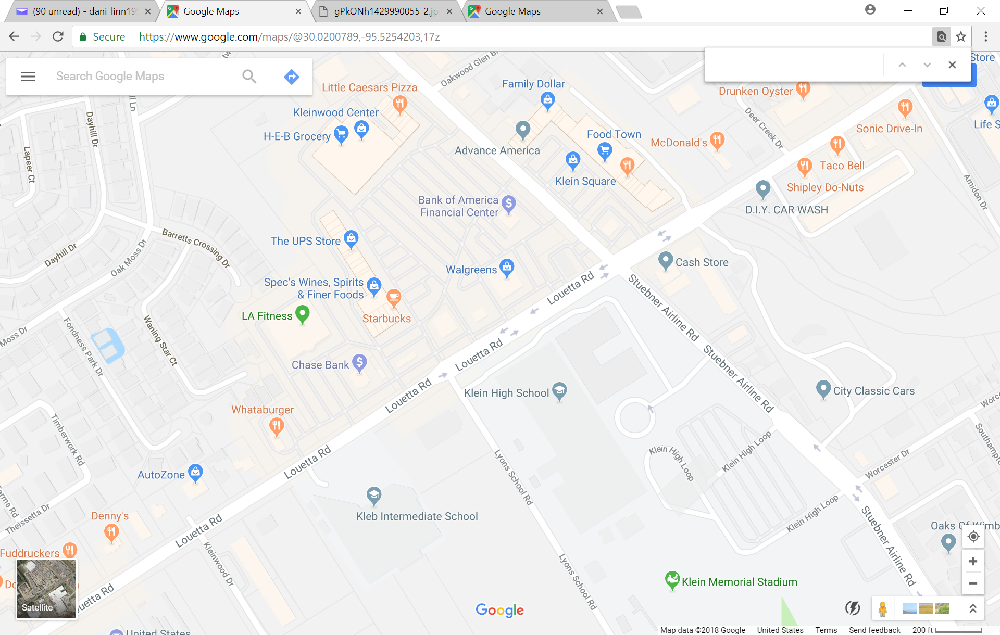 (90 unread) - dani_linn19
Google Maps
gPkONh1429990055_2.jp
Google Maps
Secure
https://www.google.com/maps/@30.0200789,-95.5254203,17z
Search Google Maps
Store
Oakwood Glen Bl
Little Caesars Pizza
Family Dollar
Drunken Oyster
Kleinwood Center
H-E-B Grocery
Deer Creek Dr
Sonic Drive-In
Life S
Dayhill Dr
ll Ln
Food Town
McDonald's
Advance America
Lapeer Ct
Taco Bell
Klein Square
Shipley Do-Nuts
Amidon Dr
Bank of America
Financial Center
D.I.Y. CAR WASH
Barretts Crossing Dr
The UPS Store
Dayhill Dr
Oak Moss Dr
Cash Store
Walgreens
Louetta Rd
Stuebner Airline Rd
Spec's Wines, Spirits
& Finer Foods
LA Fitness
Starbucks
Moss Dr
Fondness Park Dr
Waning Star Ct
Louetta Rd
Stuebner Airline Rd
Chase Bank
Louetta Rd
Klein High School
City Classic Cars
Whataburger
Timberwork Rd
Worces
Southampt
Klein High Loop
Klein High Loop
Louetta Rd
Lyons School Rd
Worcester Dr
AutoZone
Kleb Intermediate School
Klein High Loop
Denny's
Theissetta Dr
Louetta Rd
Stuebner Airline Rd
Oaks Of Wimb
Fuddruckers
Kleinwood Dr
Lyons School Rd
Klein Memorial Stadium
Do
Louetta Rd
Satellite
Google
United States
Map data ©2018 Google
United States
Terms
Send feedback
200 ft